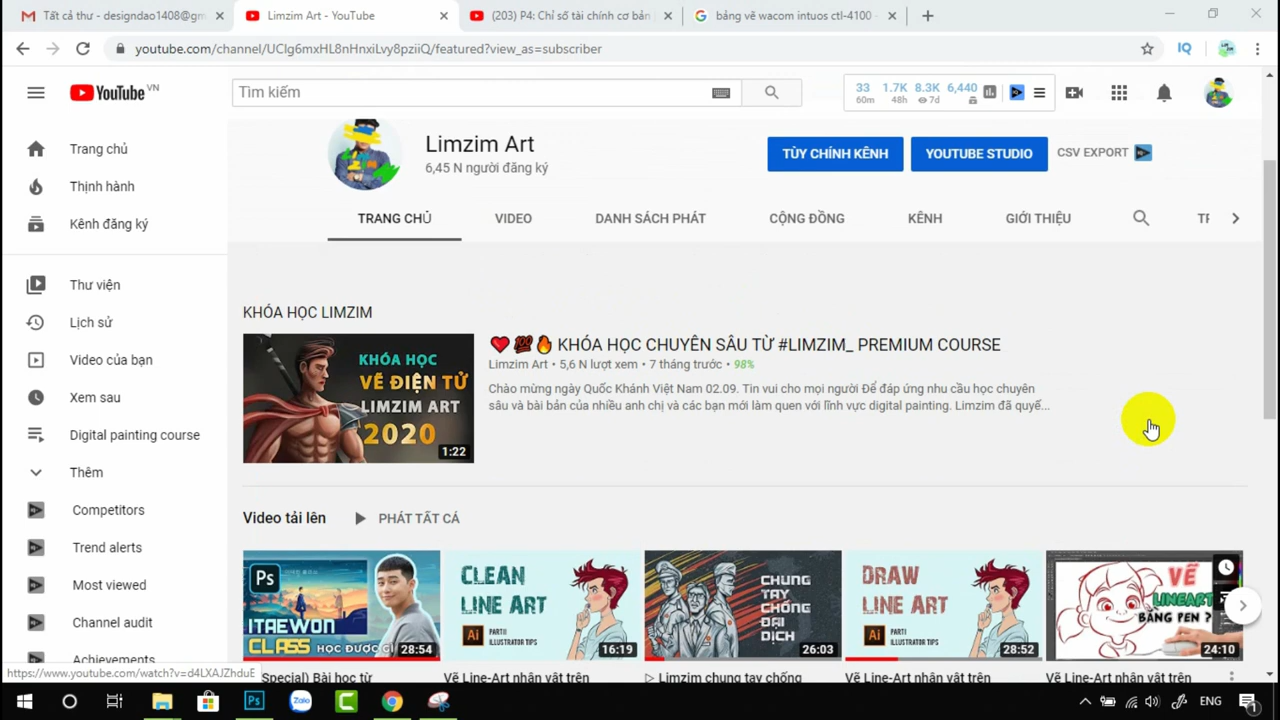 Tất cả thư - designdao1408@gm
Limzim Art - YouTube
(203) P4: Chỉ số tài chính cơ bản
bảng vẽ wacom intuos ctl-4100 -
youtube.com/channel/UCIg6mxHL8nHnxiLvy8pziiQ/featured?view_as=subscriber
YouTube VN
Tìm kiếm
33 1.7K 8.3K 6,440
60m 48h 7d
Limzim Art
6,45 N người đăng ký
TÙY CHỈNH KÊNH
YOUTUBE STUDIO
CSV EXPORT
TRANG CHỦ
VIDEO
DANH SÁCH PHÁT
CỘNG ĐỒNG
KÊNH
GIỚI THIỆU
Trang chủ
Thịnh hành
Kênh đăng ký
Thư viện
Lịch sử
Video của bạn
Xem sau
Digital painting course
Thêm
Competitors
Trend alerts
Most viewed
Channel audit
Achievements
KHÓA HỌC LIMZIM
KHÓA HỌC
VẼ ĐIỆN TỬ
LIMZIM ART
2020
1:22
❤️💯🔥 KHÓA HỌC CHUYÊN SÂU TỪ #LIMZIM_ PREMIUM COURSE
Limzim Art • 5,6 N lượt xem • 7 tháng trước • 98%
Chào mừng ngày Quốc Khánh Việt Nam 02.09. Tin vui cho mọi người Để đáp ứng nhu cầu học chuyên
sâu và bài bản của nhiều anh chị và các bạn mới làm quen với lĩnh vực digital painting. Limzim đã quyế...
Video tải lên
PHÁT TẤT CẢ
Ps
ITAEWON
CLASS HỌC ĐƯỢC GÌ
28:54
CLEAN
LINE ART
Ai PARTII
ILLUSTRATOR TIPS
16:19
CHUNG
TAY
CHỐNG
ĐẠI
DỊCH
26:03
DRAW
LINE ART
Ai PARTI
ILLUSTRATOR TIPS
28:52
VẼ
LINEART
BẰNG PEN ?
24:10
(Special) Bài học từ
Vẽ Line-Art nhân vật trên
Limzim chung tay chống
Vẽ Line-Art nhân vật trên
Vẽ Line-Art nhân vật trên
https://www.youtube.com/watch?v=d4LXAJZhduE
Ps
Zalo
ENG
1